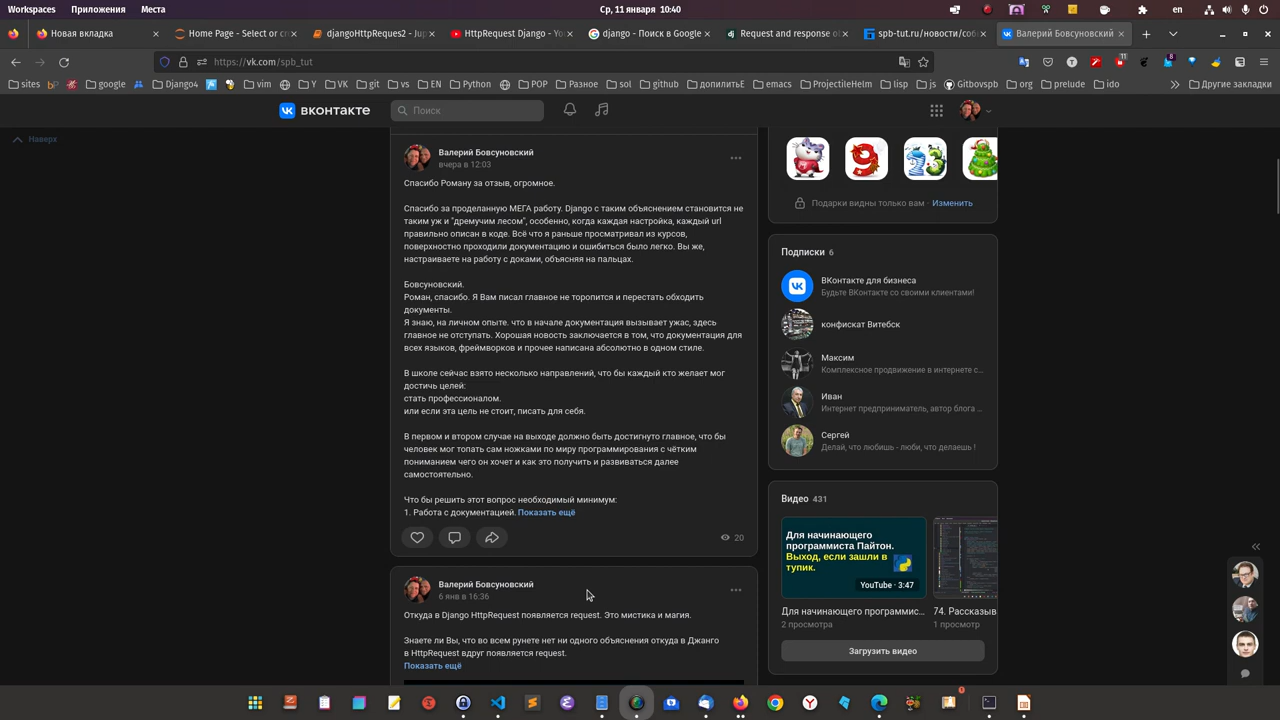 Workspaces Приложения Места Ср, 11 января 10:40 en
Новая вкладка
Home Page - Select or c
djangoHttpReques2 - Jup
HttpRequest Django - Yo
django - Поиск в Google
Request and response o
spb-tut.ru/новости/соб
Валерий Бовсуновский
https://vk.com/spb_tut
sites
google
Django4
vim
Y
VK
git
vs
EN
Python
POP
Разное
sol
github
допилитьE
emacs
ProjectileHelm
lisp
Gitbovspb
org
prelude
ido
Другие закладки
вконтакте
Поиск
Наверх
Валерий Бовсуновский
вчера в 12:03
Спасибо Роману за отзыв, огромное.
Спасибо за проделанную МЕГА работу. Django с таким объяснением становится не
таким уж и "дремучим лесом", особенно, когда каждая настройка, каждый url
правильно описан в коде. Всё что я раньше просматривал из курсов,
поверхностно проходили документацию и ошибиться было легко. Вы же,
настраиваете на работу с доками, объясняя на пальцах.
Бовсуновский.
Роман, спасибо. Я Вам писал главное не торопится и перестать обходить
документы.
Я знаю, на личном опыте. что в начале документация вызывает ужас, здесь
главное не отступать. Хорошая новость заключается в том, что документация для
всех языков, фреймворков и прочее написана абсолютно в одном стиле.
В школе сейчас взято несколько направлений, что бы каждый кто желает мог
достичь целей:
стать профессионалом.
или если эта цель не стоит, писать для себя.
В первом и втором случае на выходе должно быть достигнуто главное, что бы
человек мог топать сам ножками по миру программирования с чётким
пониманием чего он хочет и как это получить и развиваться далее
самостоятельно.
Что бы решить этот вопрос необходимый минимум:
1. Работа с документацией. Показать ещё
20
Валерий Бовсуновский
6 янв в 16:36
Откуда в Django HttpRequest появляется request. Это мистика и магия.
Знаете ли Вы, что во всем рунете нет ни одного объяснения откуда в Джанго
в HttpRequest вдруг появляется request.
Показать ещё
Подарки видны только вам · Изменить
Подписки 6
ВКонтакте для бизнеса
Будьте ВКонтакте со своими клиентами!
конфискат Витебск
Максим
Комплексное продвижение в интернете с...
Иван
Интернет предприниматель, автор блога ...
Сергей
Делай, что любишь - люби, что делаешь !
Видео 431
Для начинающего
программиста Пайтон.
Выход, если зашли в
тупик.
YouTube · 3:47
Для начинающего программис...
2 просмотра
74. Рассказыв
1 просмотр
Загрузить видео